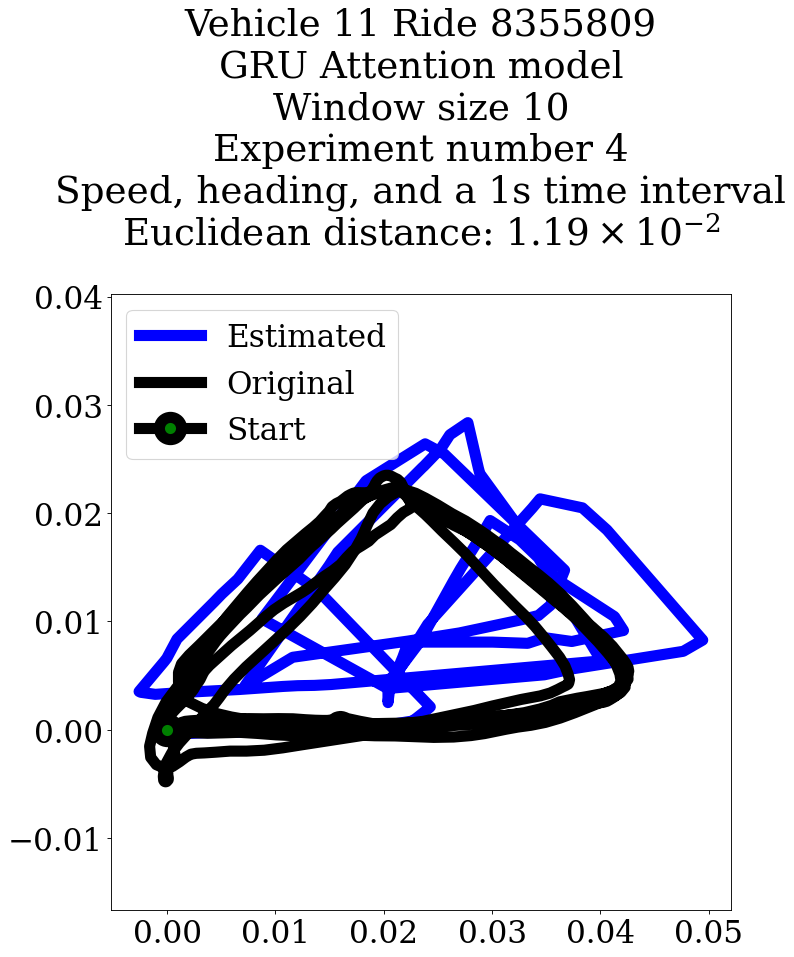 Vehicle 11 Ride 8355809
GRU Attention model
Window size 10
Experiment number 4
Speed, heading, and a 1s time interval
Euclidean distance: 1.19 × 10⁻²
0.04
0.03
0.02
0.01
0.00
−0.01
Estimated
Original
Start
0.00 0.01 0.02 0.03 0.04 0.05